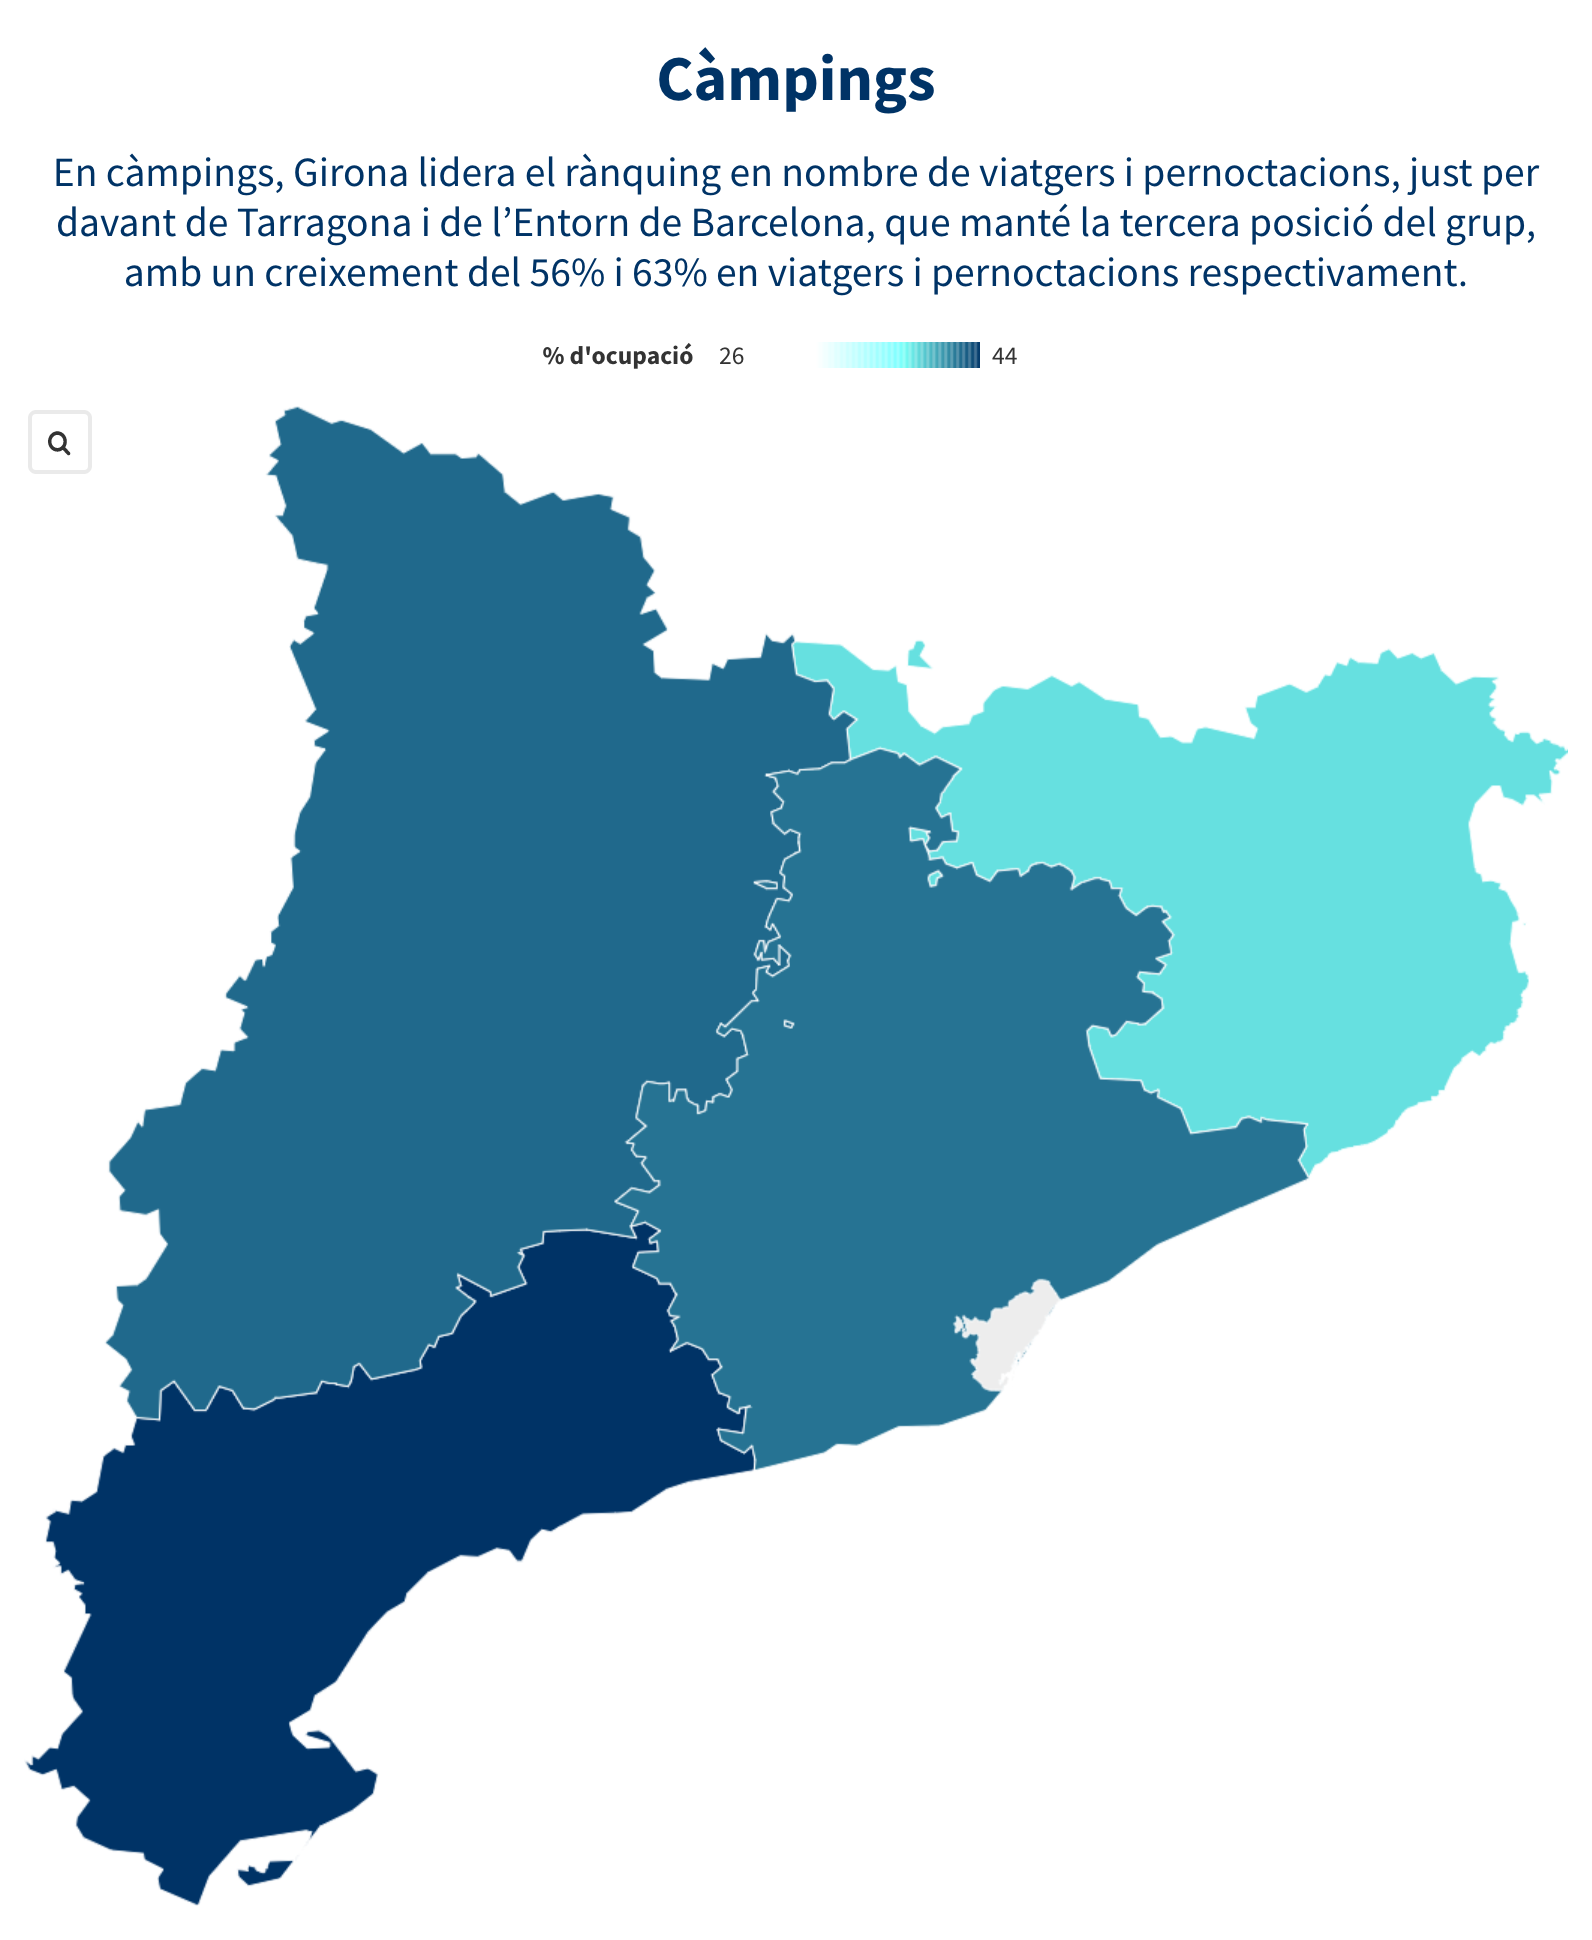 Càmpings
En càmpings, Girona lidera el rànquing en nombre de viatgers i pernoctacions, just per
davant de Tarragona i de l’Entorn de Barcelona, que manté la tercera posició del grup,
amb un creixement del 56% i 63% en viatgers i pernoctacions respectivament.
% d'ocupació 26 44